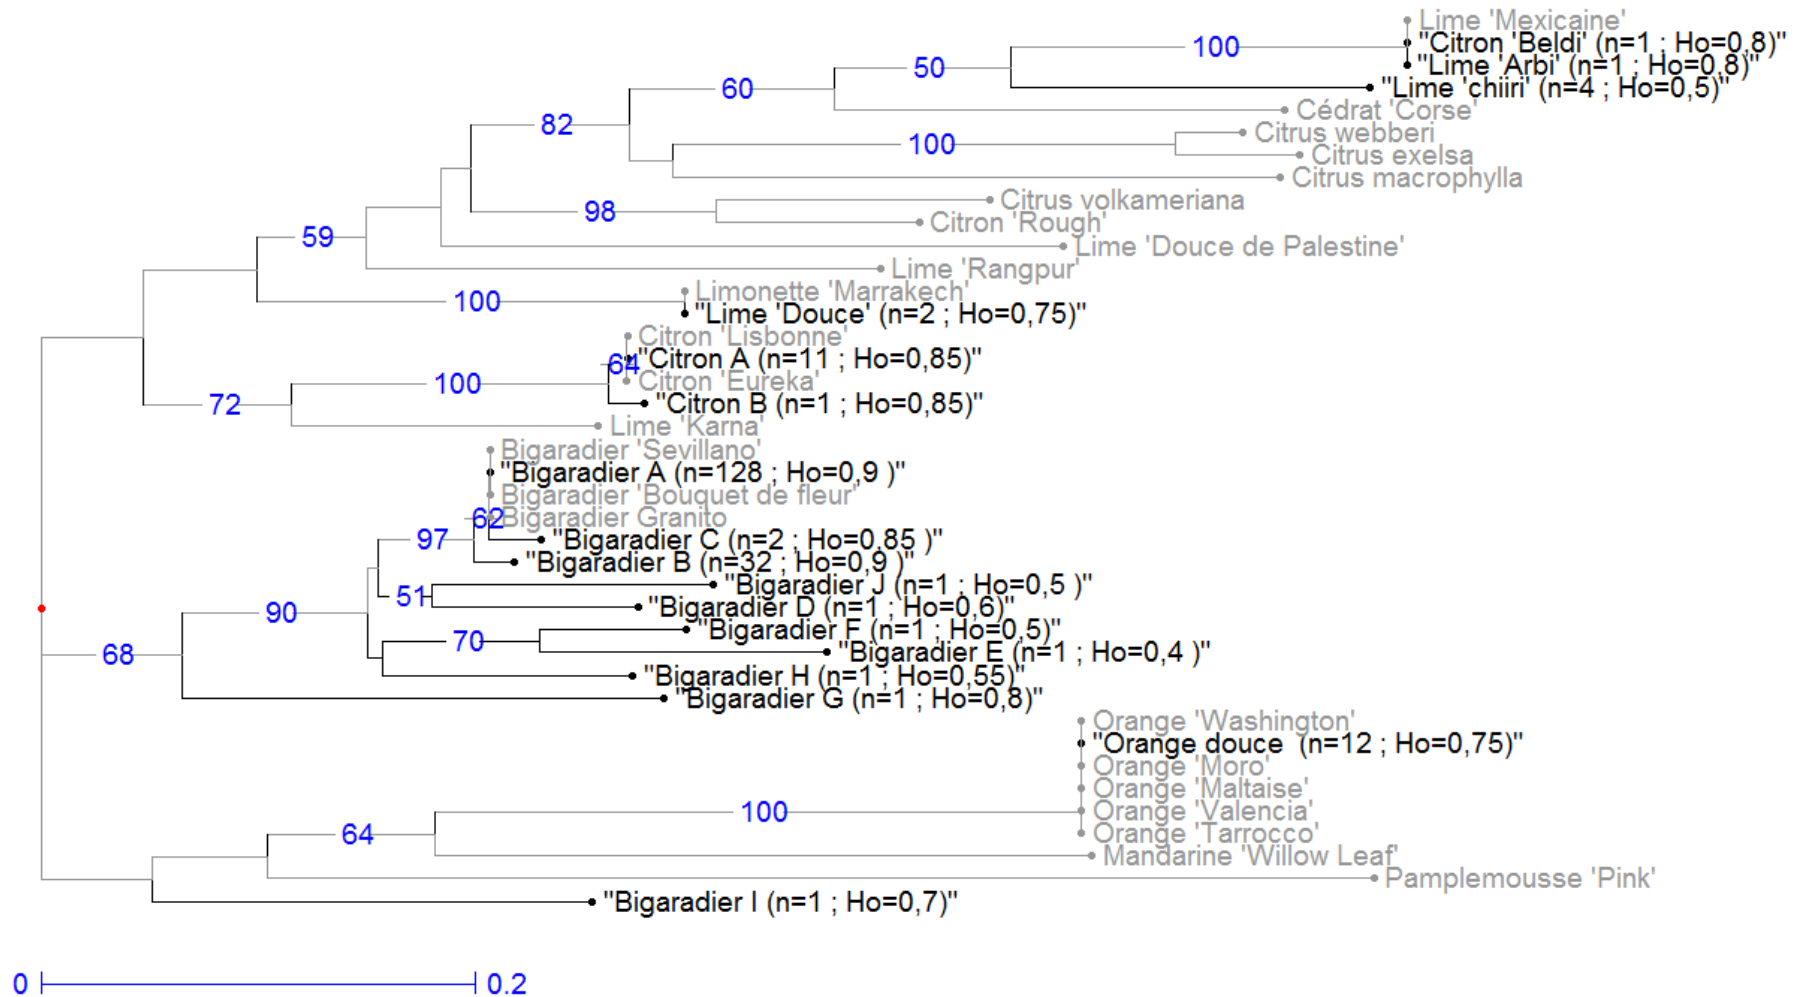 Lime 'Mexicaine'
100
"Citron 'Beldi' (n=1 ; Ho=0,8)"
"Lime 'Arbi' (n=1 ; Ho=0,8)"
50
60
"Lime 'chiiri' (n=4 ; Ho=0,5)"
Cédrat 'Corse'
82
Citrus webberi
100
Citrus exelsa
Citrus macrophylla
Citrus volkameriana
98
Citron 'Rough'
59
Lime 'Douce de Palestine'
Lime 'Rangpur'
Limonette 'Marrakech'
100
"Lime 'Douce' (n=2 ; Ho=0,75)"
Citron 'Lisbonne'
64
"Citron A (n=11 ; Ho=0,85)"
100
Citron 'Eureka'
72
"Citron B (n=1 ; Ho=0,85)"
Lime 'Karna'
Bigaradier 'Sevillano'
"Bigaradier A (n=128 ; Ho=0,9 )"
Bigaradier 'Bouquet de fleur'
62
Bigaradier Granito
97
"Bigaradier C (n=2 ; Ho=0,85 )"
"Bigaradier B (n=32 ; Ho=0,9 )"
"Bigaradier J (n=1 ; Ho=0,5 )"
51
"Bigaradier D (n=1 ; Ho=0,6)"
90
"Bigaradier F (n=1 ; Ho=0,5)"
70
68
"Bigaradier E (n=1 ; Ho=0,4 )"
"Bigaradier H (n=1 ; Ho=0,55)"
"Bigaradier G (n=1 ; Ho=0,8)"
Orange 'Washington'
"Orange douce  (n=12 ; Ho=0,75)"
Orange 'Moro'
Orange 'Maltaise'
100
Orange 'Valencia'
64
Orange 'Tarrocco'
Mandarine 'Willow Leaf'
Pamplemousse 'Pink'
"Bigaradier I (n=1 ; Ho=0,7)"
0 0.2